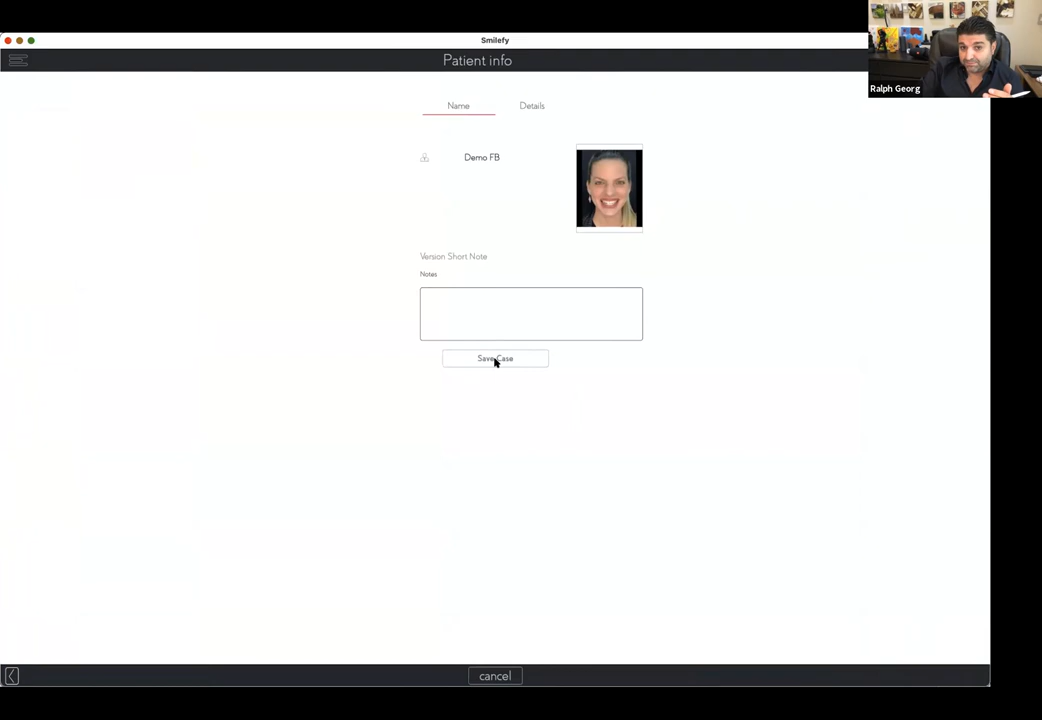 Smilefy
Patient info
Ralph Georg
Name
Details
Demo FB
Version Short Note
Notes
Save Case
cancel